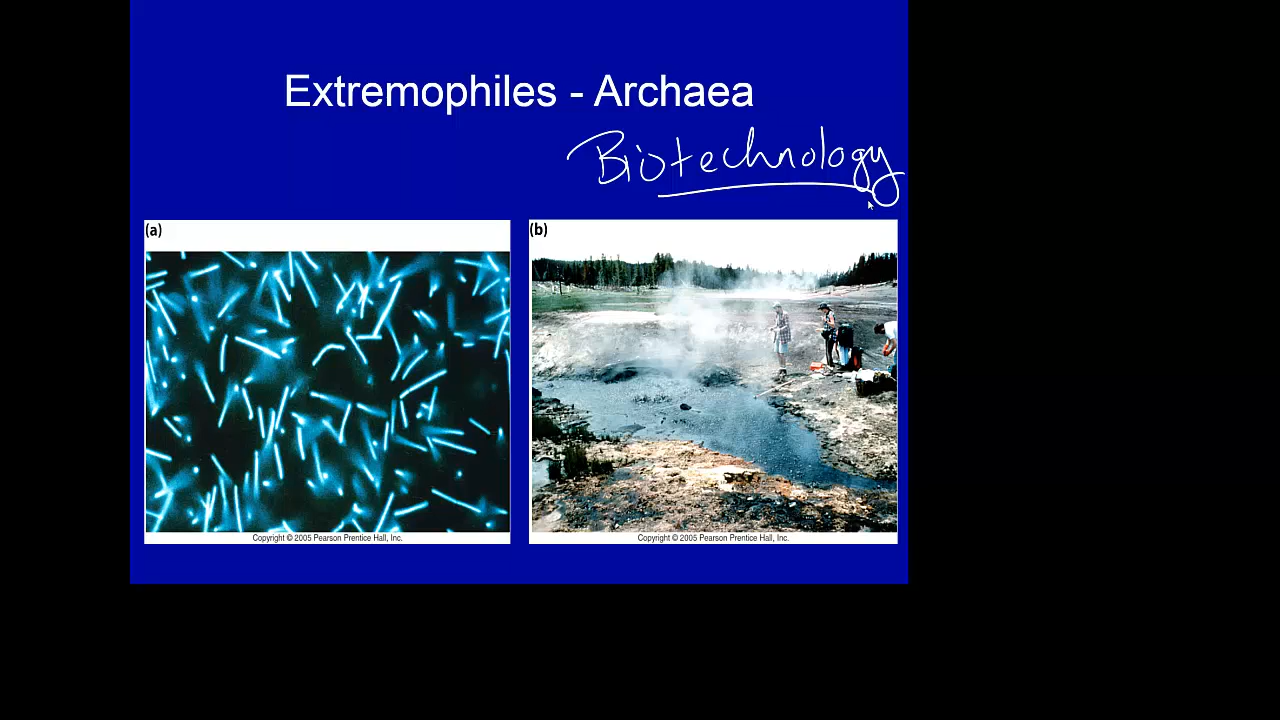 Extremophiles - Archaea
Biotechnology
(a)
(b)
Copyright © 2005 Pearson Prentice Hall, Inc.
Copyright © 2005 Pearson Prentice Hall, Inc.